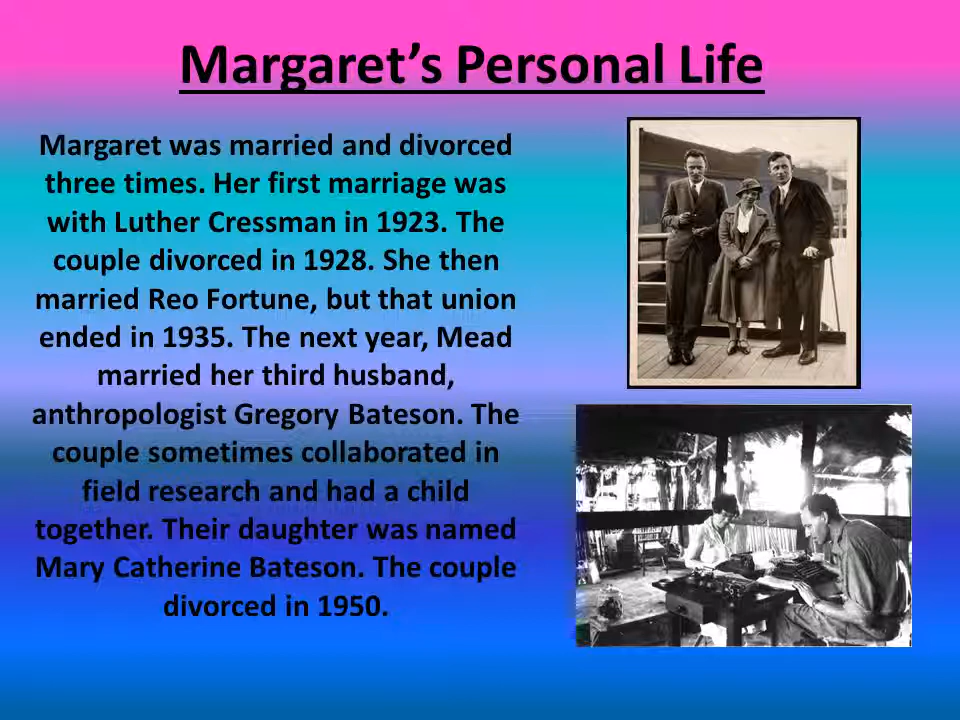 Margaret’s Personal Life
Margaret was married and divorced
three times. Her first marriage was
with Luther Cressman in 1923. The
couple divorced in 1928. She then
married Reo Fortune, but that union
ended in 1935. The next year, Mead
married her third husband,
anthropologist Gregory Bateson. The
couple sometimes collaborated in
field research and had a child
together. Their daughter was named
Mary Catherine Bateson. The couple
divorced in 1950.